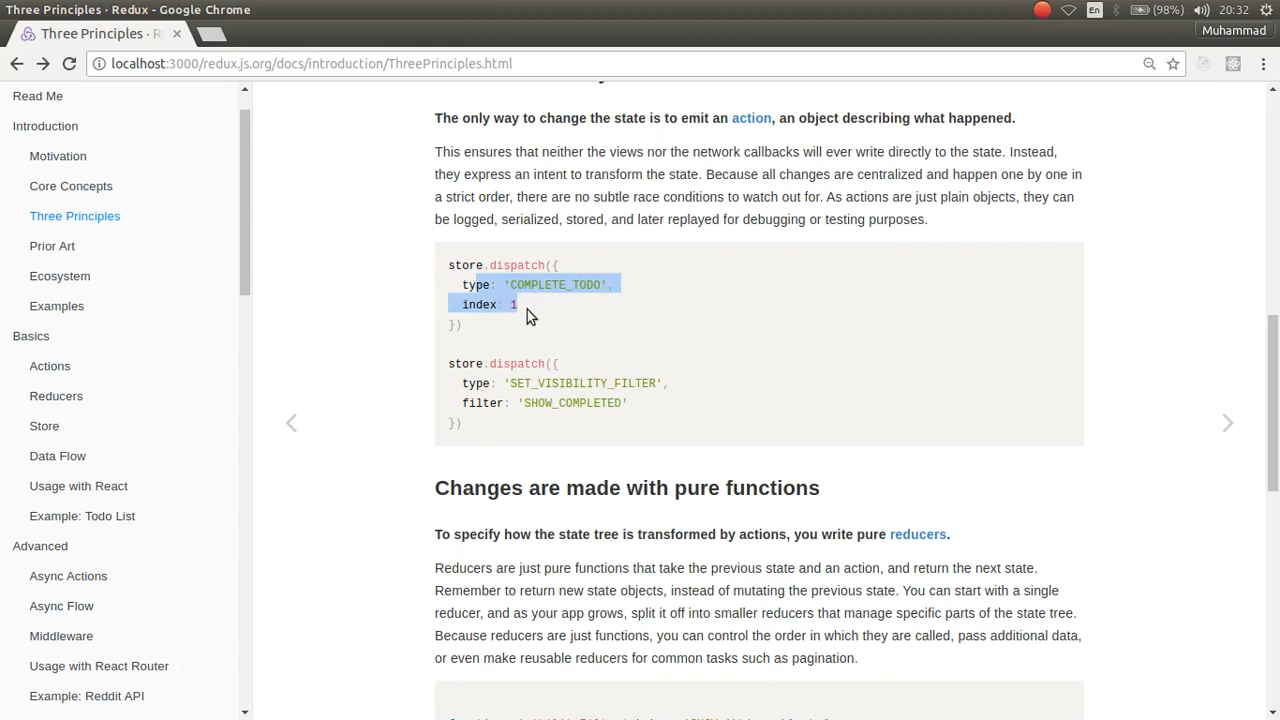 Three Principles · Redux - Google Chrome
En
(98%)
20:32
Three Principles · R
Muhammad
localhost:3000/redux.js.org/docs/introduction/ThreePrinciples.html
Read Me
Introduction
Motivation
Core Concepts
Three Principles
Prior Art
Ecosystem
Examples
Basics
Actions
Reducers
Store
Data Flow
Usage with React
Example: Todo List
Advanced
Async Actions
Async Flow
Middleware
Usage with React Router
Example: Reddit API
The only way to change the state is to emit an action, an object describing what happened.
This ensures that neither the views nor the network callbacks will ever write directly to the state. Instead,
they express an intent to transform the state. Because all changes are centralized and happen one by one in
a strict order, there are no subtle race conditions to watch out for. As actions are just plain objects, they can
be logged, serialized, stored, and later replayed for debugging or testing purposes.
store.dispatch({
type: 'COMPLETE_TODO',
index: 1
})
store.dispatch({
type: 'SET_VISIBILITY_FILTER',
filter: 'SHOW_COMPLETED'
})
Changes are made with pure functions
To specify how the state tree is transformed by actions, you write pure reducers.
Reducers are just pure functions that take the previous state and an action, and return the next state.
Remember to return new state objects, instead of mutating the previous state. You can start with a single
reducer, and as your app grows, split it off into smaller reducers that manage specific parts of the state tree.
Because reducers are just functions, you can control the order in which they are called, pass additional data,
or even make reusable reducers for common tasks such as pagination.